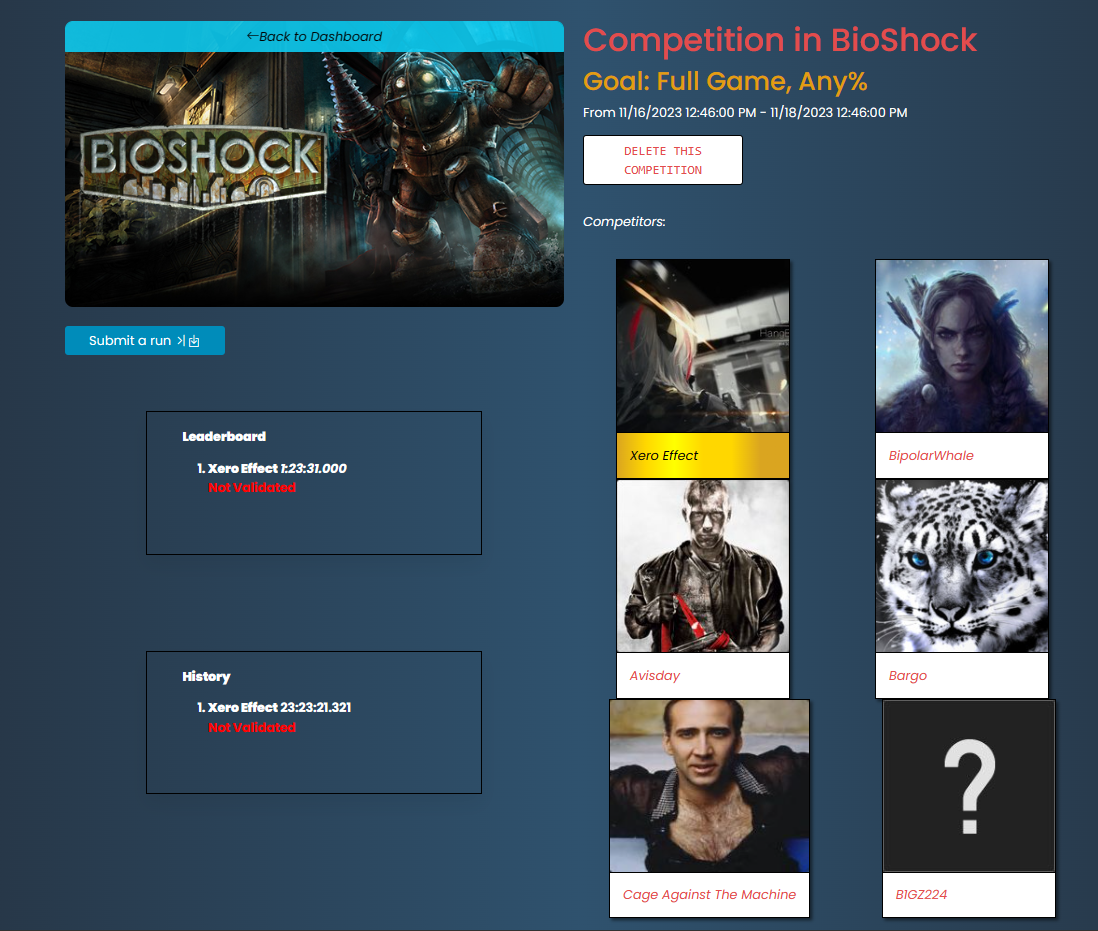 ←Back to Dashboard
BIOSHOCK
Submit a run
Leaderboard
1. Xero Effect 1:23:31.000
Not Validated
History
1. Xero Effect 23:23:21.321
Not Validated
Competition in BioShock
Goal: Full Game, Any%
From 11/16/2023 12:46:00 PM - 11/18/2023 12:46:00 PM
DELETE THIS
COMPETITION
Competitors:
Xero Effect
BipolarWhale
Avisday
Bargo
?
Cage Against The Machine
B1GZ224